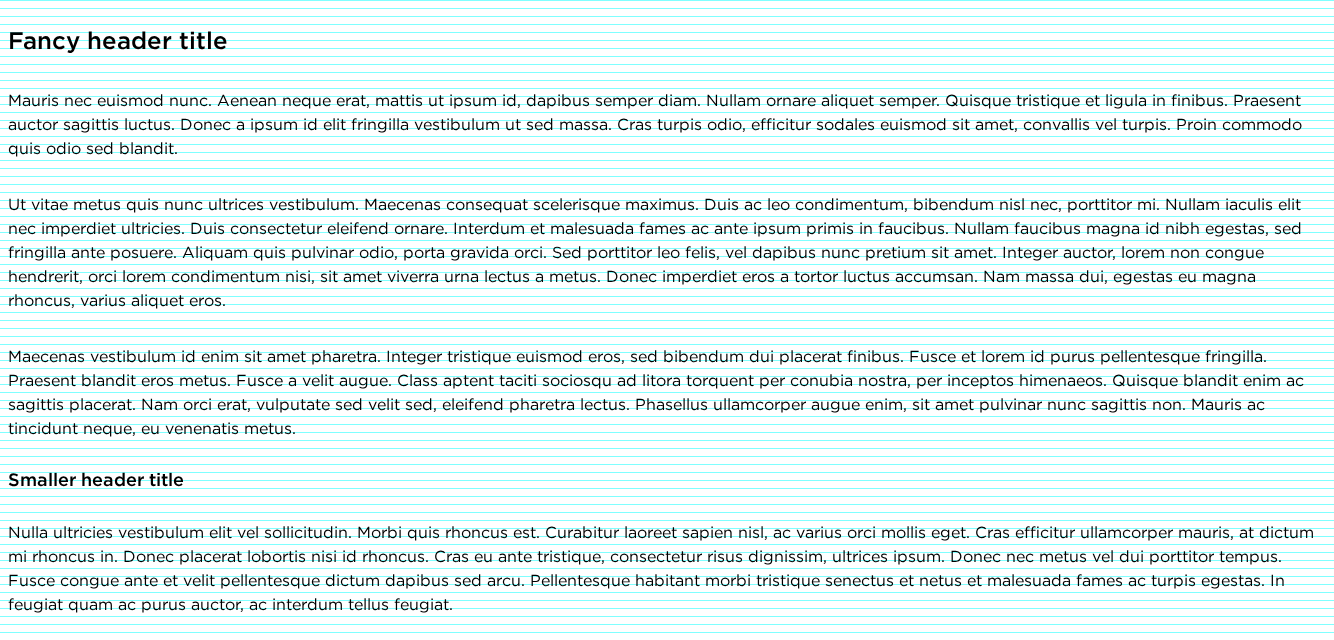 Fancy header title
Mauris nec euismod nunc. Aenean neque erat, mattis ut ipsum id, dapibus semper diam. Nullam ornare aliquet semper. Quisque tristique et ligula in finibus. Praesent
auctor sagittis luctus. Donec a ipsum id elit fringilla vestibulum ut sed massa. Cras turpis odio, efficitur sodales euismod sit amet, convallis vel turpis. Proin commodo
quis odio sed blandit.
Ut vitae metus quis nunc ultrices vestibulum. Maecenas consequat scelerisque maximus. Duis ac leo condimentum, bibendum nisl nec, porttitor mi. Nullam iaculis elit
nec imperdiet ultricies. Duis consectetur eleifend ornare. Interdum et malesuada fames ac ante ipsum primis in faucibus. Nullam faucibus magna id nibh egestas, sed
fringilla ante posuere. Aliquam quis pulvinar odio, porta gravida orci. Sed porttitor leo felis, vel dapibus nunc pretium sit amet. Integer auctor, lorem non congue
hendrerit, orci lorem condimentum nisi, sit amet viverra urna lectus a metus. Donec imperdiet eros a tortor luctus accumsan. Nam massa dui, egestas eu magna
rhoncus, varius aliquet eros.
Maecenas vestibulum id enim sit amet pharetra. Integer tristique euismod eros, sed bibendum dui placerat finibus. Fusce et lorem id purus pellentesque fringilla.
Praesent blandit eros metus. Fusce a velit augue. Class aptent taciti sociosqu ad litora torquent per conubia nostra, per inceptos himenaeos. Quisque blandit enim ac
sagittis placerat. Nam orci erat, vulputate sed velit sed, eleifend pharetra lectus. Phasellus ullamcorper augue enim, sit amet pulvinar nunc sagittis non. Mauris ac
tincidunt neque, eu venenatis metus.
Smaller header title
Nulla ultricies vestibulum elit vel sollicitudin. Morbi quis rhoncus est. Curabitur laoreet sapien nisl, ac varius orci mollis eget. Cras efficitur ullamcorper mauris, at dictum
mi rhoncus in. Donec placerat lobortis nisi id rhoncus. Cras eu ante tristique, consectetur risus dignissim, ultrices ipsum. Donec nec metus vel dui porttitor tempus.
Fusce congue ante et velit pellentesque dictum dapibus sed arcu. Pellentesque habitant morbi tristique senectus et netus et malesuada fames ac turpis egestas. In
feugiat quam ac purus auctor, ac interdum tellus feugiat.